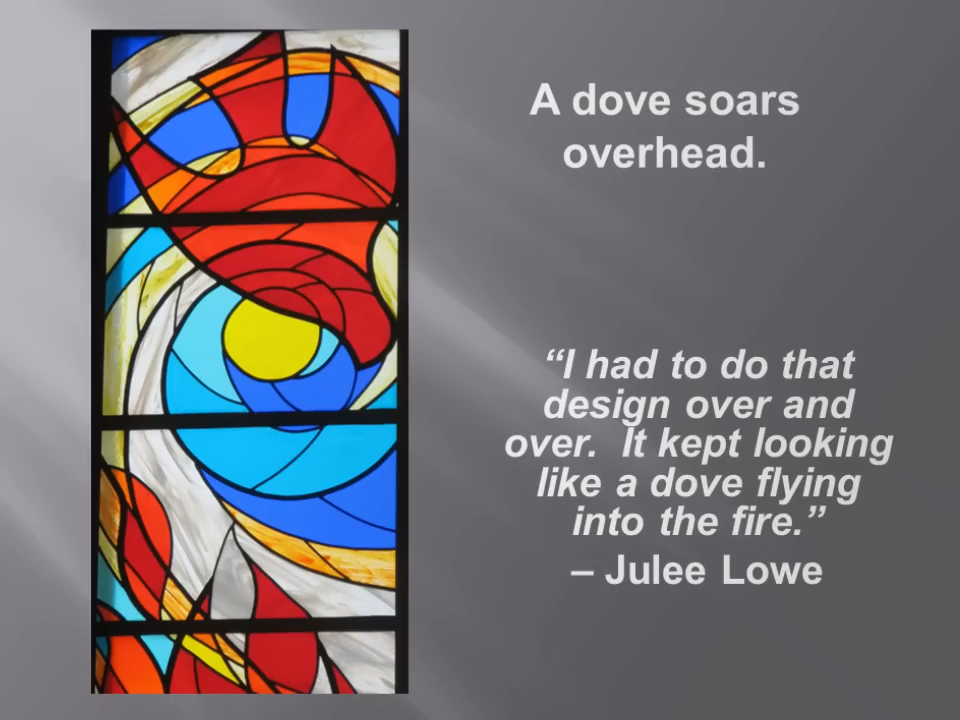 A dove soars
overhead.
“I had to do that
design over and
over.  It kept looking
like a dove flying
into the fire.”
– Julee Lowe